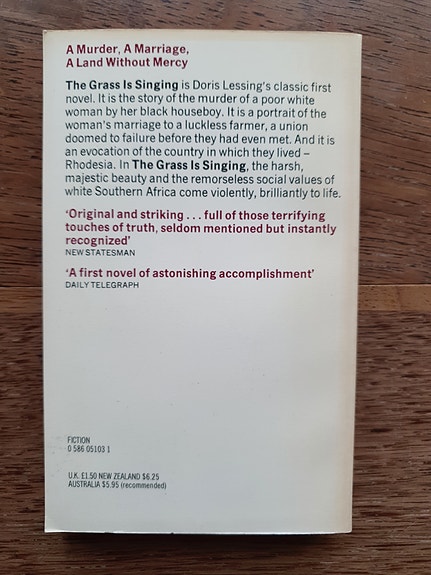 A Murder, A Marriage,
A Land Without Mercy
The Grass Is Singing is Doris Lessing's classic first
novel. It is the story of the murder of a poor white
woman by her black houseboy. It is a portrait of the
woman's marriage to a luckless farmer, a union
doomed to failure before they had even met. And it is
an evocation of the country in which they lived –
Rhodesia. In The Grass Is Singing, the harsh,
majestic beauty and the remorseless social values of
white Southern Africa come violently, brilliantly to life.
'Original and striking ... full of those terrifying
touches of truth, seldom mentioned but instantly
recognized'
NEW STATESMAN
'A first novel of astonishing accomplishment'
DAILY TELEGRAPH
FICTION
0 586 05103 1
U.K. £1.50 NEW ZEALAND $6.25
AUSTRALIA $5.95 (recommended)